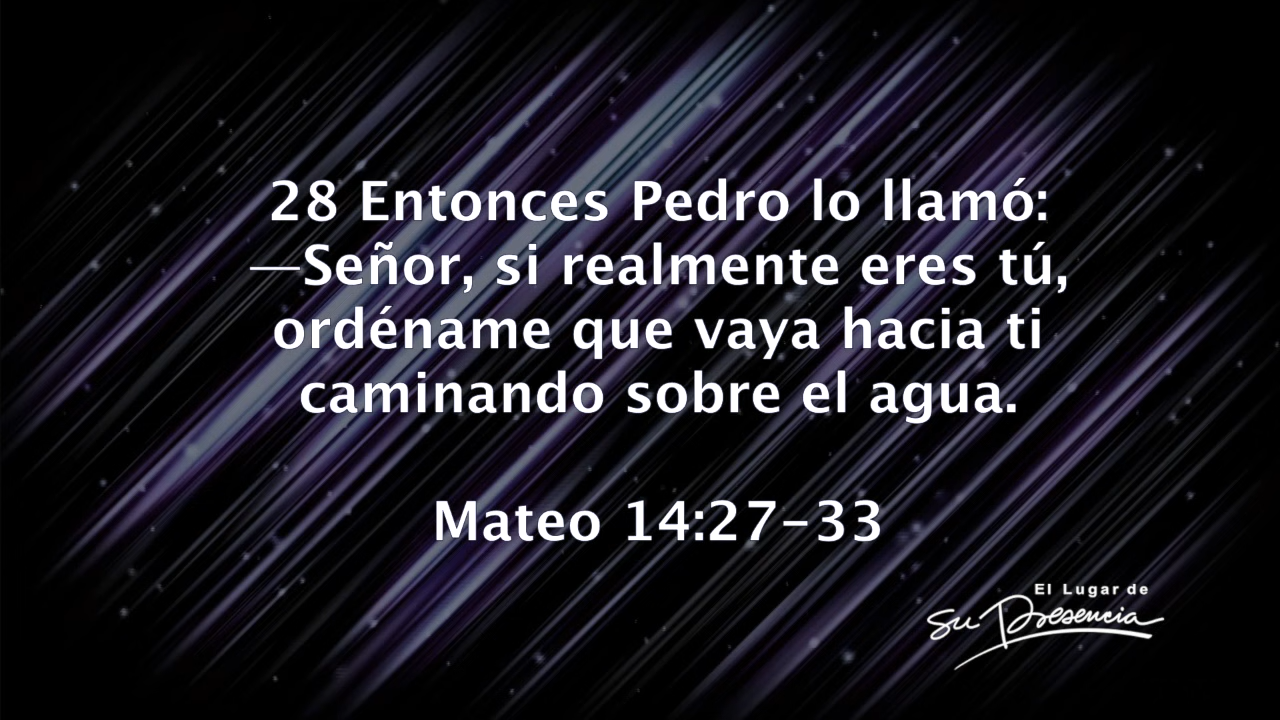 28 Entonces Pedro lo llamó:
—Señor, si realmente eres tú,
ordéname que vaya hacia ti
caminando sobre el agua.
Mateo 14:27-33
El Lugar de
Su Presencia